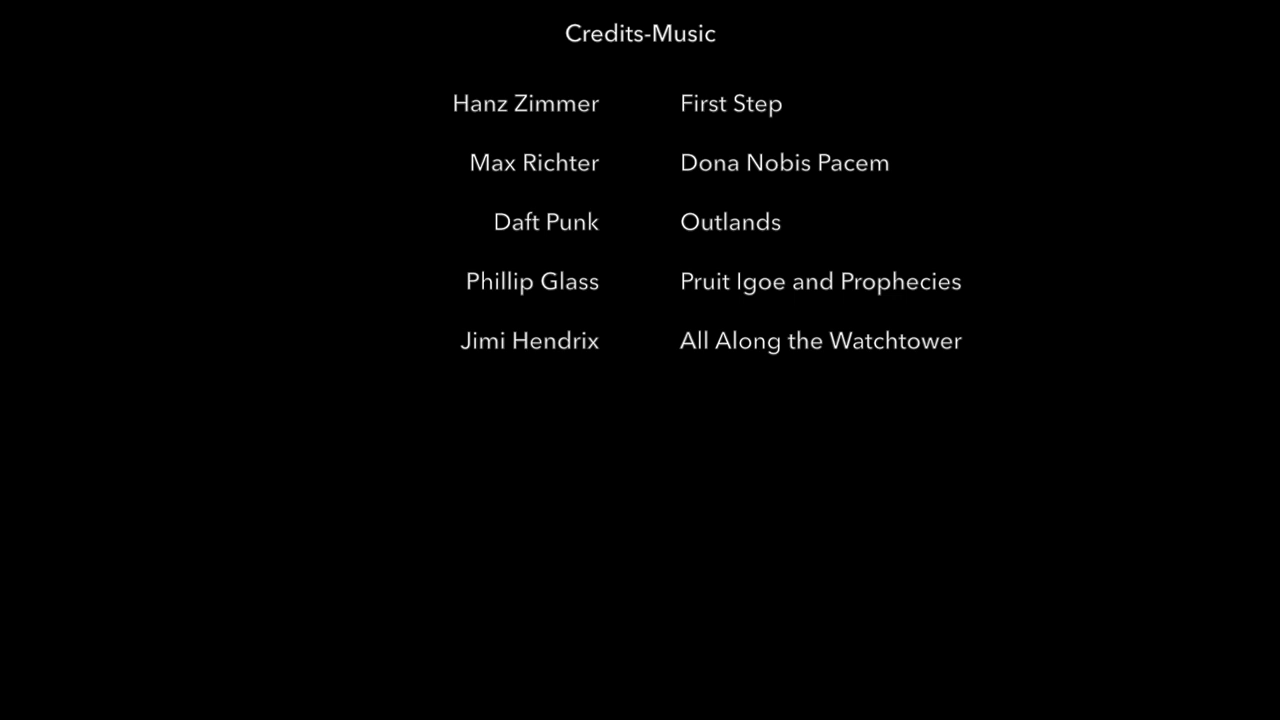 Credits-Music
Hanz Zimmer First Step
Max Richter Dona Nobis Pacem
Daft Punk Outlands
Phillip Glass Pruit Igoe and Prophecies
Jimi Hendrix All Along the Watchtower